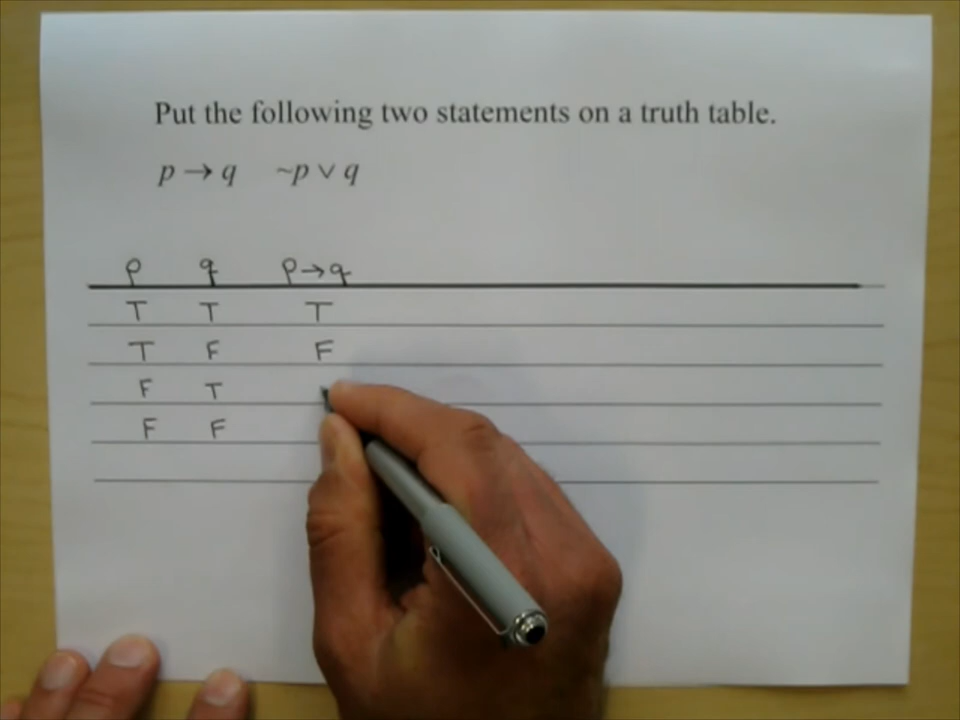 Put the following two statements on a truth table.
p → q ~p ∨ q
p q p→q
T T T
T F F
F T
F F